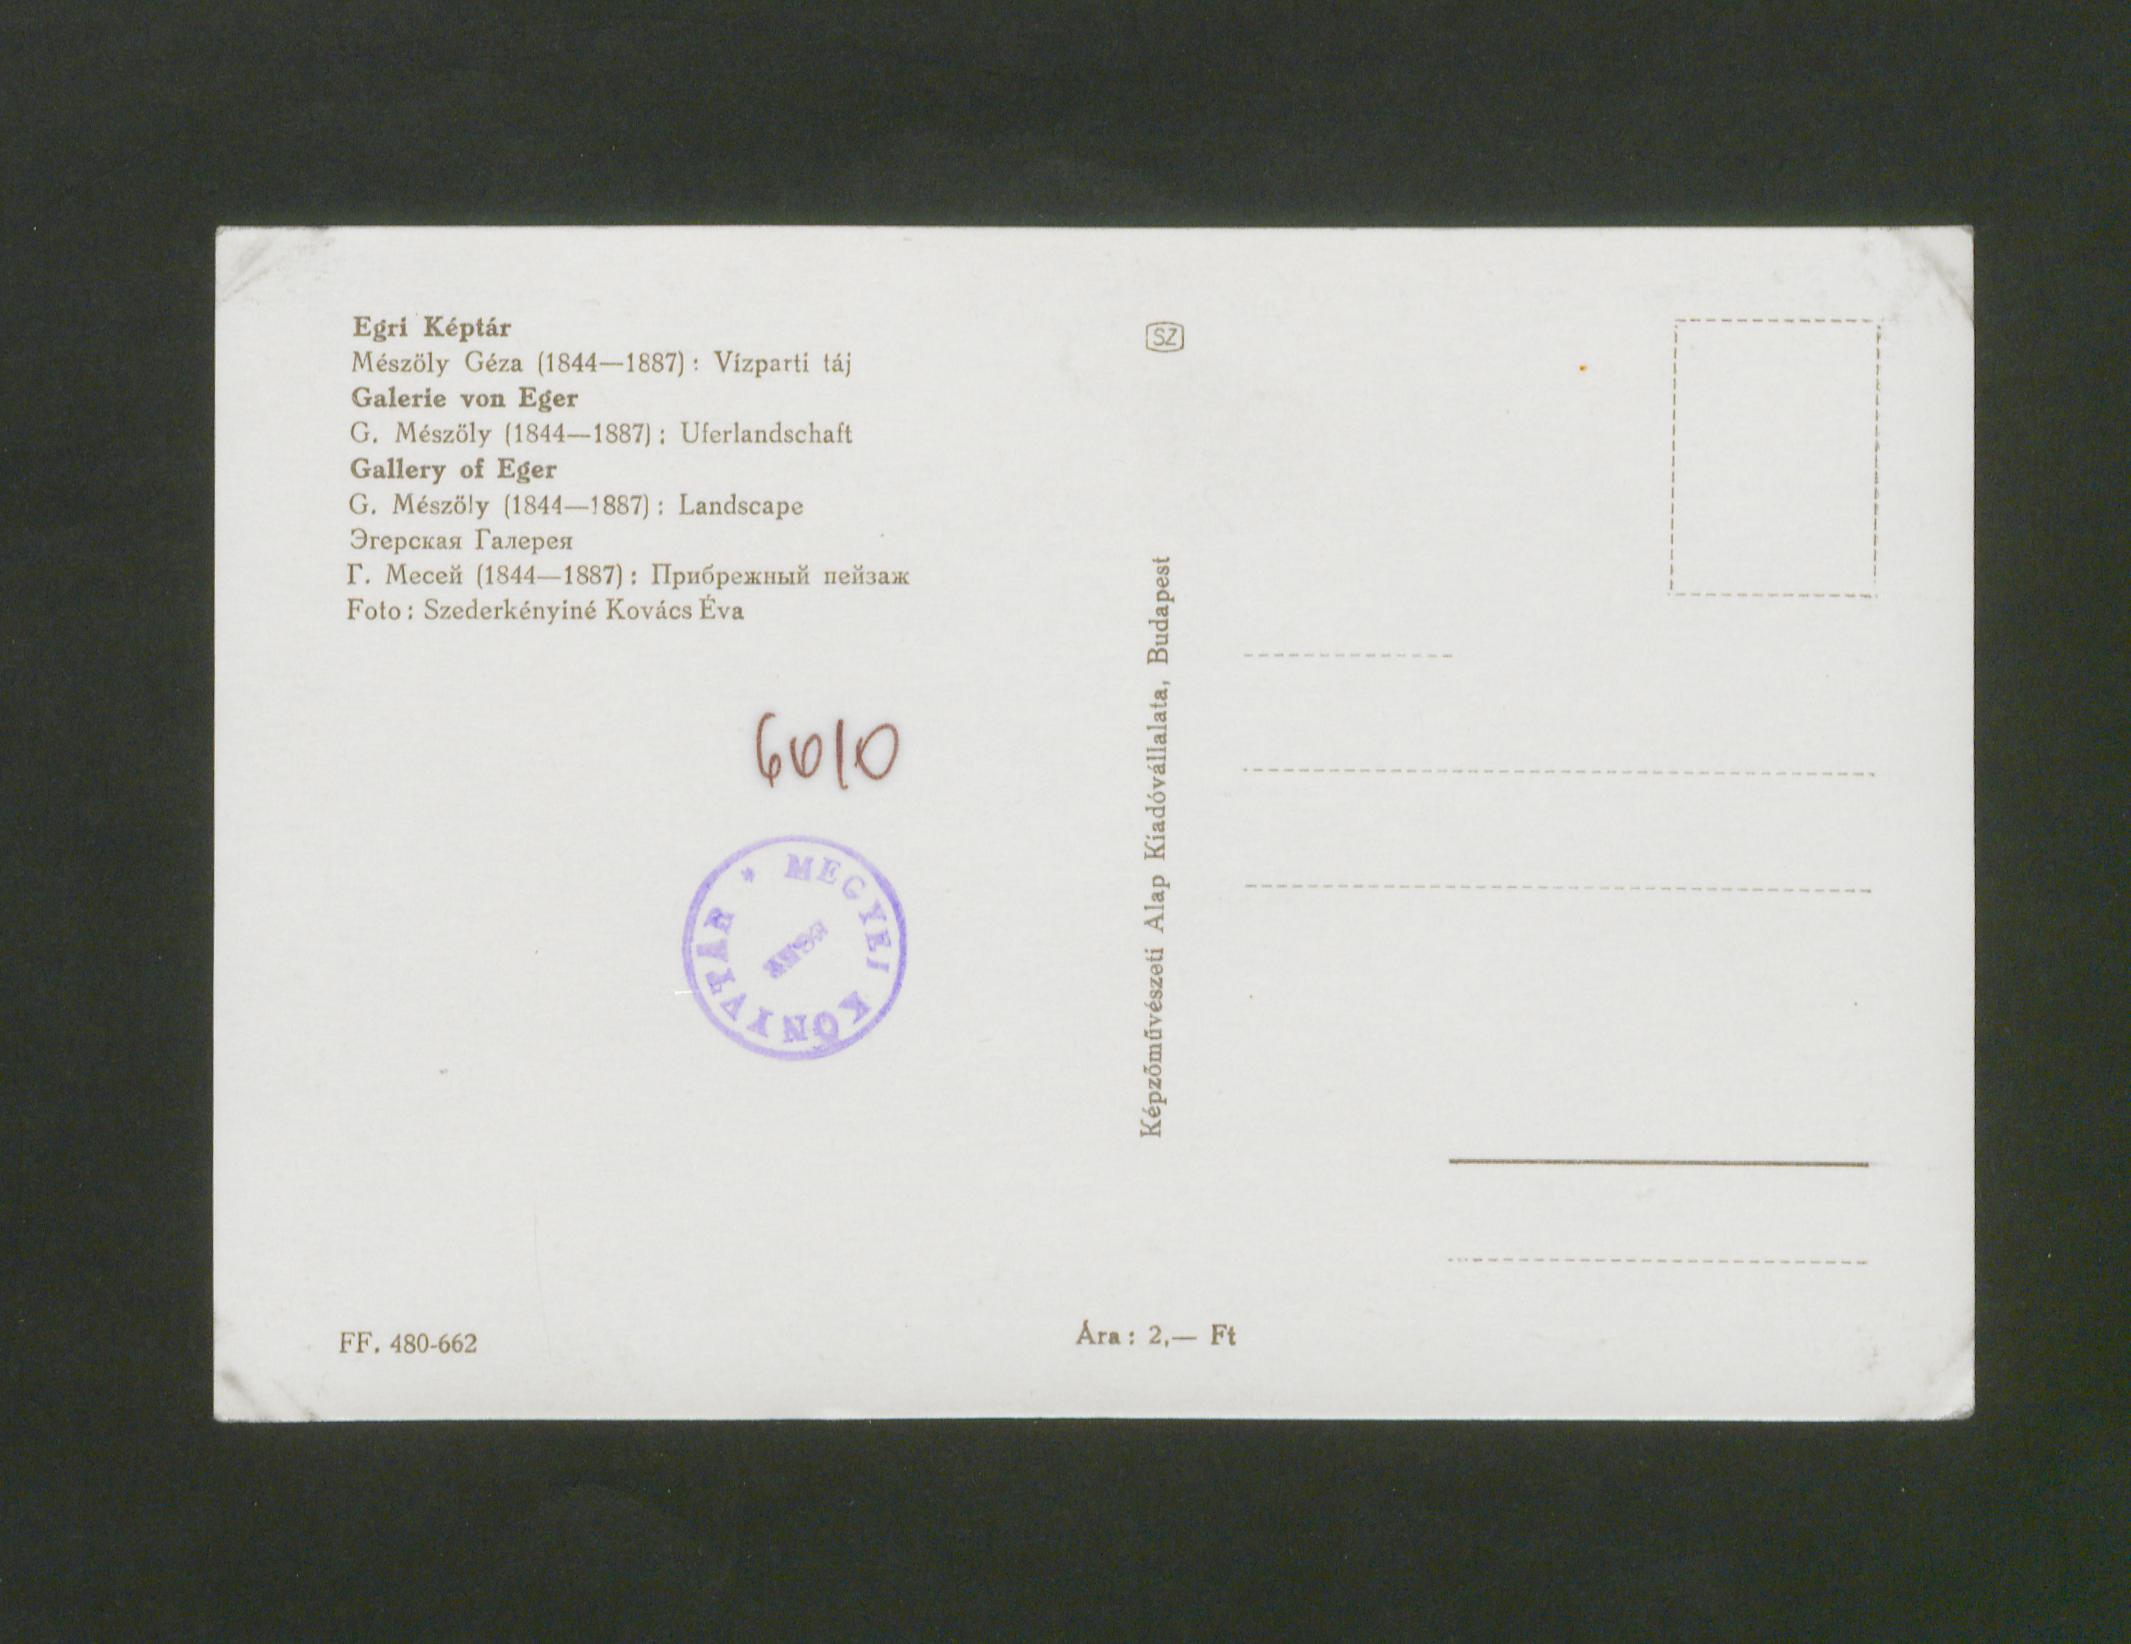 Egri Képtár
Mészöly Géza (1844—1887): Vízparti táj
Galerie von Eger
G. Mészöly (1844—1887): Uferlandschaft
Gallery of Eger
G. Mészöly (1844—1887): Landscape
Эгерская Галерея
Г. Месей (1844—1887): Прибрежный пейзаж
Foto: Szederkényiné Kovács Éva
6010
* MEGYEI KÖNYVTÁR
EGER
FF. 480-662
SZ
Képzőművészeti Alap Kiadóvállalata, Budapest
Ára: 2,— Ft